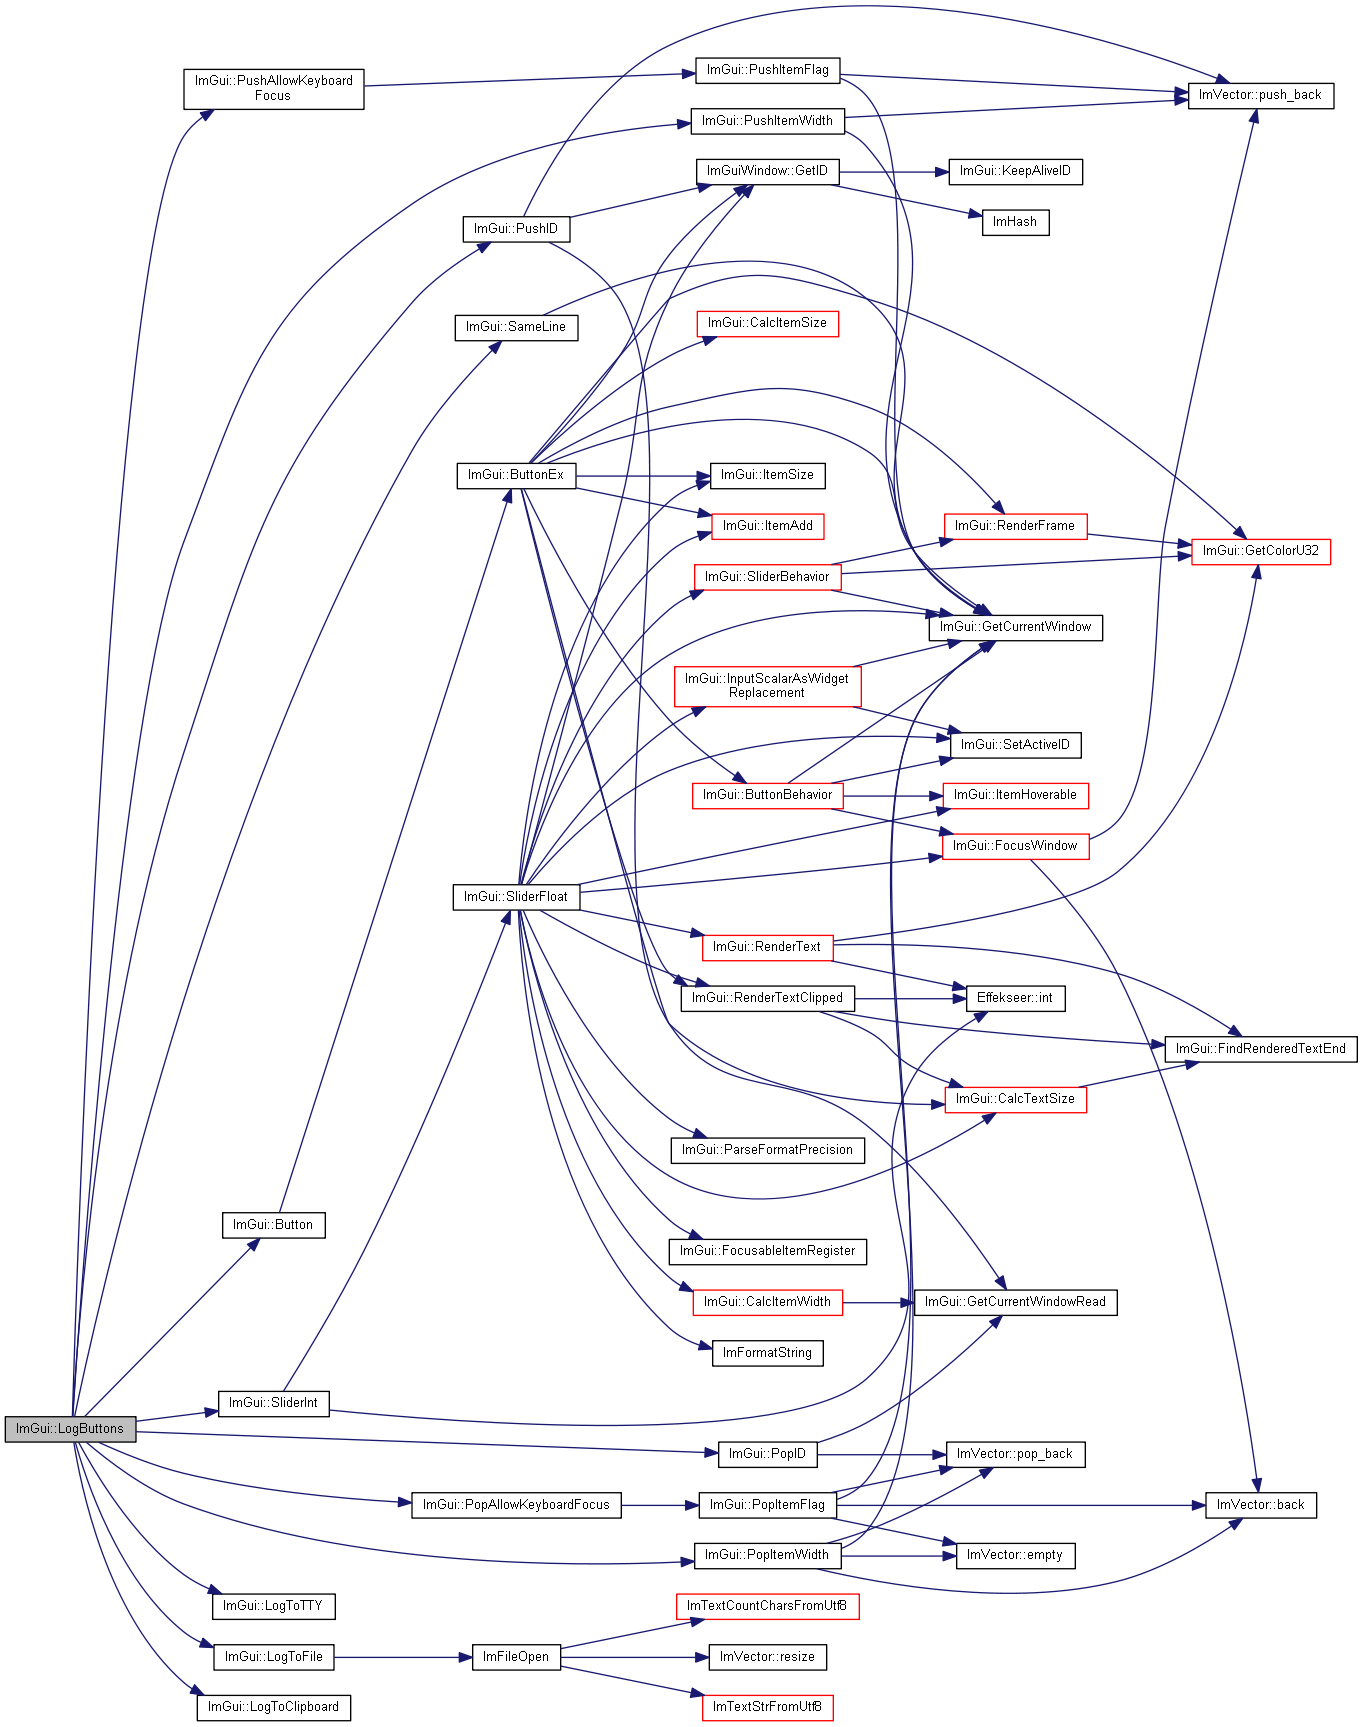 ImGui::PushAllowKeyboard
Focus
ImGui::PushItemFlag
ImVector::push_back
ImGui::PushItemWidth
ImGuiWindow::GetID
ImGui::KeepAliveID
ImHash
ImGui::PushID
ImGui::SameLine
ImGui::CalcItemSize
ImGui::ButtonEx
ImGui::ItemSize
ImGui::ItemAdd
ImGui::RenderFrame
ImGui::GetColorU32
ImGui::SliderBehavior
ImGui::GetCurrentWindow
ImGui::InputScalarAsWidget
Replacement
ImGui::SetActiveID
ImGui::ButtonBehavior
ImGui::ItemHoverable
ImGui::FocusWindow
ImGui::SliderFloat
ImGui::RenderText
ImGui::RenderTextClipped
Effekseer::int
ImGui::FindRenderedTextEnd
ImGui::CalcTextSize
ImGui::ParseFormatPrecision
ImGui::Button
ImGui::FocusableItemRegister
ImGui::CalcItemWidth
ImGui::GetCurrentWindowRead
ImFormatString
ImGui::SliderInt
ImGui::LogButtons
ImGui::PopID
ImVector::pop_back
ImGui::PopAllowKeyboardFocus
ImGui::PopItemFlag
ImVector::back
ImGui::PopItemWidth
ImVector::empty
ImGui::LogToTTY
ImTextCountCharsFromUtf8
ImGui::LogToFile
ImFileOpen
ImVector::resize
ImGui::LogToClipboard
ImTextStrFromUtf8